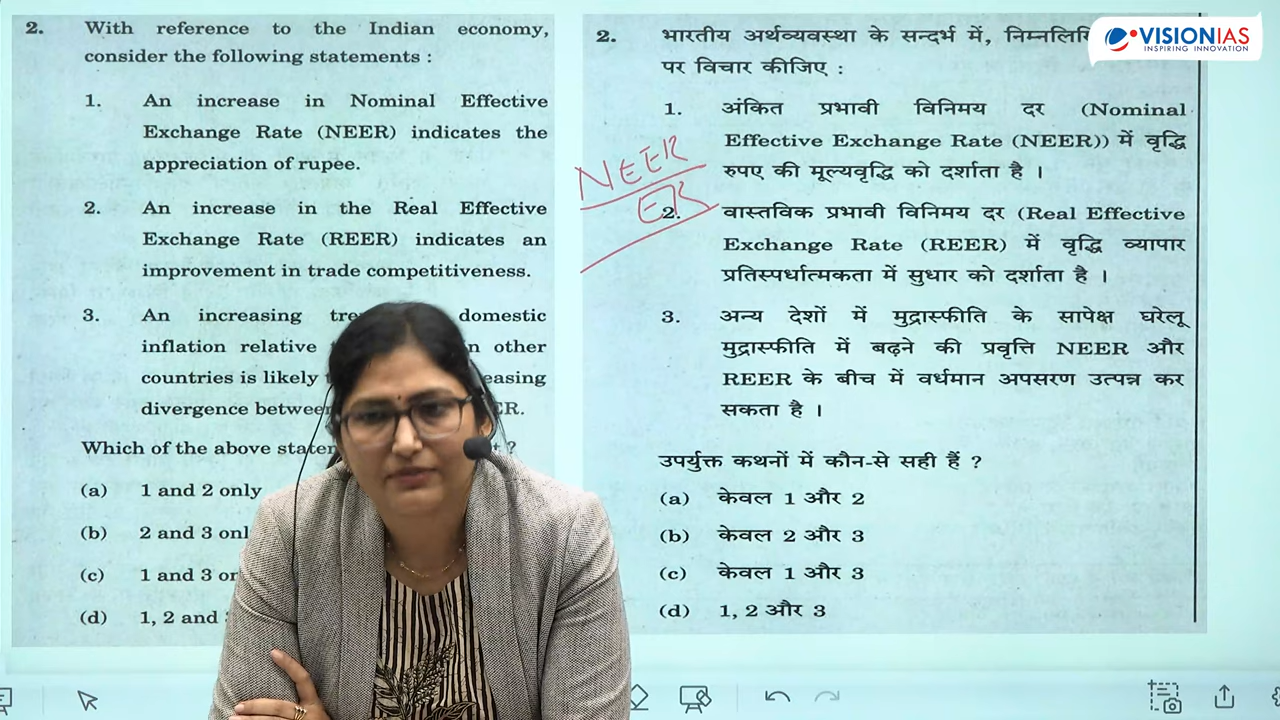 2. With reference to the Indian economy,
consider the following statements :
1. An increase in Nominal Effective
Exchange Rate (NEER) indicates the
appreciation of rupee.
2. An increase in the Real Effective
Exchange Rate (REER) indicates an
improvement in trade competitiveness.
3. An increasing domestic
inflation relative other
countries is likely
divergence between
Which of the above ?
(a) 1 and 2 only
(b) 2 and 3
(c) 1 and 3
(d) 1, 2 and
2. भारतीय अर्थव्यवस्था के सन्दर्भ में,
पर विचार कीजिए :
1. अंकित प्रभावी विनिमय दर (Nominal
Effective Exchange Rate (NEER)) में वृद्धि
रुपए की मूल्यवृद्धि को दर्शाता है ।
2. वास्तविक प्रभावी विनिमय दर (Real Effective
Exchange Rate (REER) में वृद्धि व्यापार
प्रतिस्पर्धात्मकता में सुधार को दर्शाता है ।
3. अन्य देशों में मुद्रास्फीति के सापेक्ष घरेलू
मुद्रास्फीति में बढ़ने की प्रवृत्ति NEER और
REER के बीच में वर्धमान अपसरण उत्पन्न कर
सकता है ।
उपर्युक्त कथनों में कौन-से सही हैं ?
(a) केवल 1 और 2
(b) केवल 2 और 3
(c) केवल 1 और 3
(d) 1, 2 और 3
NEER
ER
VISIONIAS
INSPIRING INNOVATION